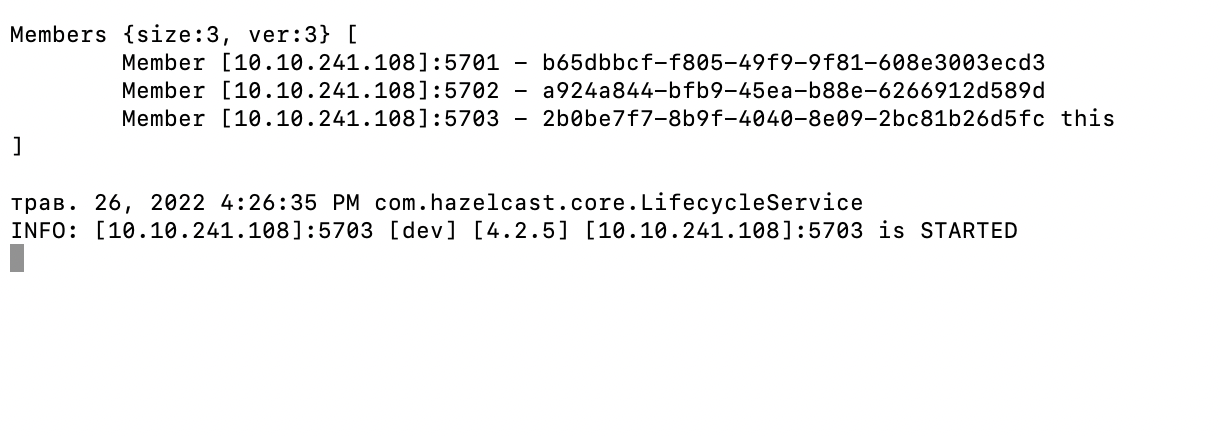 Members {size:3, ver:3} [
Member [10.10.241.108]:5701 - b65dbbcf-f805-49f9-9f81-608e3003ecd3
Member [10.10.241.108]:5702 - a924a844-bfb9-45ea-b88e-6266912d589d
Member [10.10.241.108]:5703 - 2b0be7f7-8b9f-4040-8e09-2bc81b26d5fc this
]
трав. 26, 2022 4:26:35 PM com.hazelcast.core.LifecycleService
INFO: [10.10.241.108]:5703 [dev] [4.2.5] [10.10.241.108]:5703 is STARTED